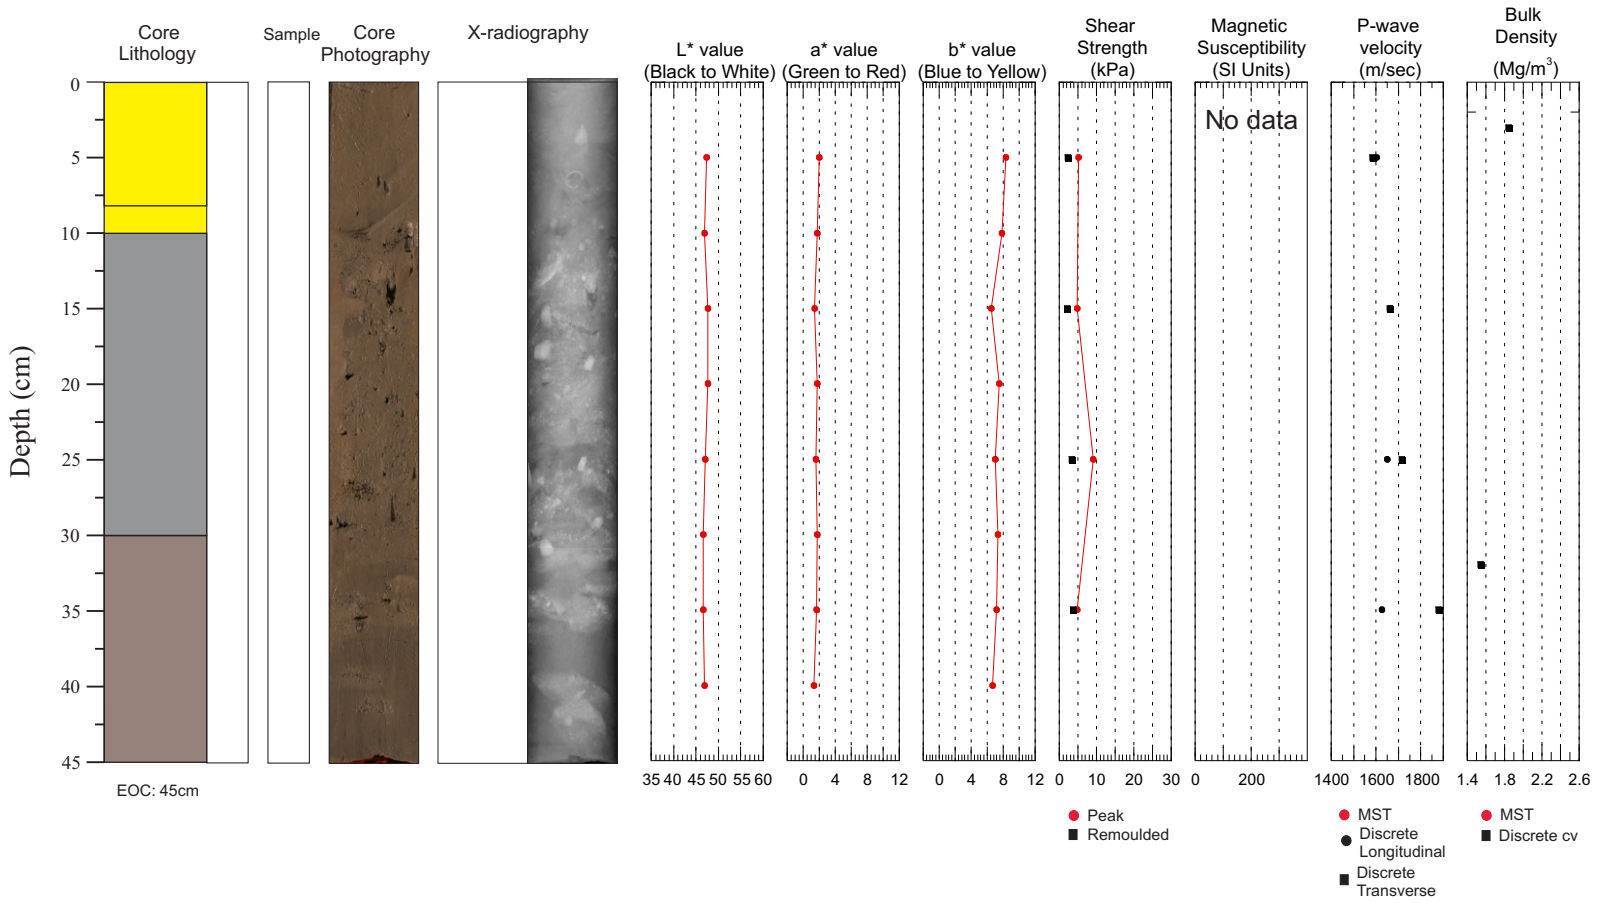 Core
Lithology
Sample
Core
Photography
X-radiography
L* value
(Black to White)
a* value
(Green to Red)
b* value
(Blue to Yellow)
Shear
Strength
(kPa)
Magnetic
Susceptibility
(SI Units)
P-wave
velocity
(m/sec)
Bulk
Density
(Mg/m³)
No data
Depth (cm)
0
5
10
15
20
25
30
35
40
45
EOC: 45cm
35 40 45 50 55 60
0 4 8 12
0 4 8 12
0 10 20 30
0 200
1400 1600 1800
1.4 1.8 2.2 2.6
Peak
Remoulded
MST
Discrete
Longitudinal
Discrete
Transverse
MST
Discrete cv